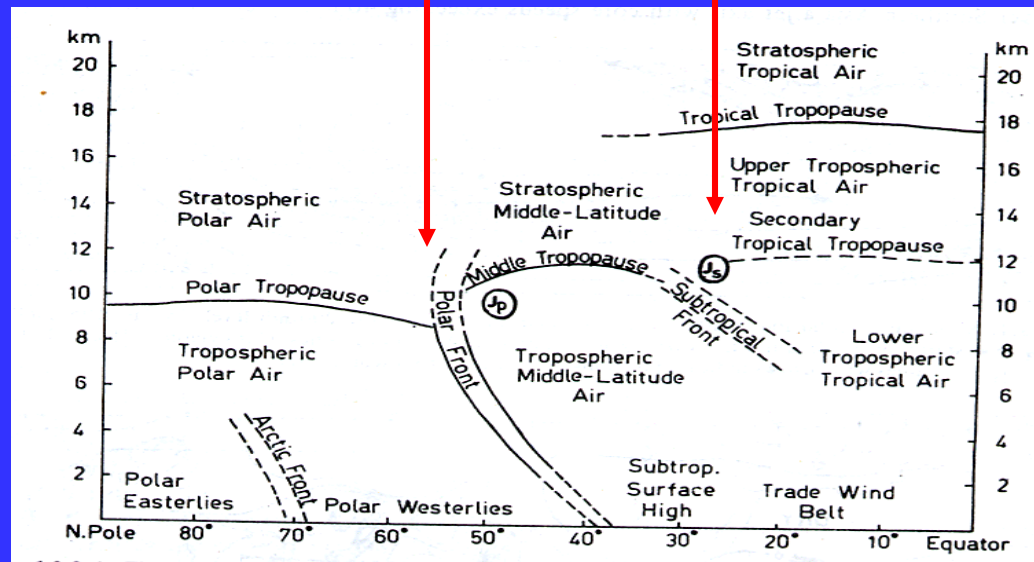 km
20
18
16
14
12
10
8
6
4
2
km
20
18
16
14
12
10
8
6
4
2
Stratospheric
Tropical Air
Tropical Tropopause
Upper Tropospheric
Tropical Air
Stratospheric
Polar Air
Stratospheric
Middle-Latitude
Air
Secondary
Tropical Tropopause
Middle Tropopause
Js
Polar Tropopause
Jp
Polar Front
Subtropical
Front
Tropospheric
Polar Air
Tropospheric
Middle-Latitude
Air
Lower
Tropospheric
Tropical Air
Arctic Front
Polar
Easterlies
Polar Westerlies
Subtrop.
Surface
High
Trade Wind
Belt
N.Pole 80° 70° 60° 50° 40° 30° 20° 10° Equator